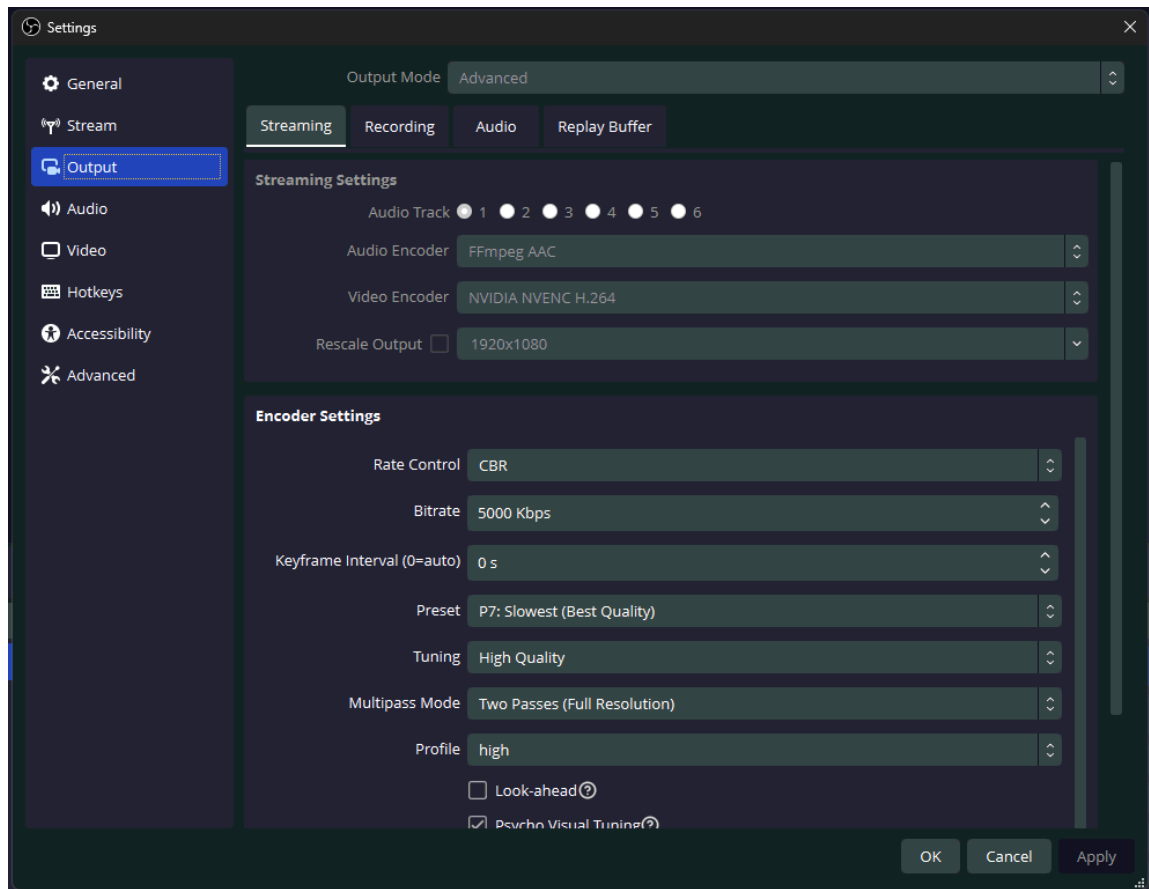 Settings
General
Stream
Output
Audio
Video
Hotkeys
Accessibility
Advanced
Output Mode Advanced
Streaming Recording Audio Replay Buffer
Streaming Settings
Audio Track 1 2 3 4 5 6
Audio Encoder FFmpeg AAC
Video Encoder NVIDIA NVENC H.264
Rescale Output 1920x1080
Encoder Settings
Rate Control CBR
Bitrate 5000 Kbps
Keyframe Interval (0=auto) 0 s
Preset P7: Slowest (Best Quality)
Tuning High Quality
Multipass Mode Two Passes (Full Resolution)
Profile high
Look-ahead
Psycho Visual Tuning
OK Cancel Apply